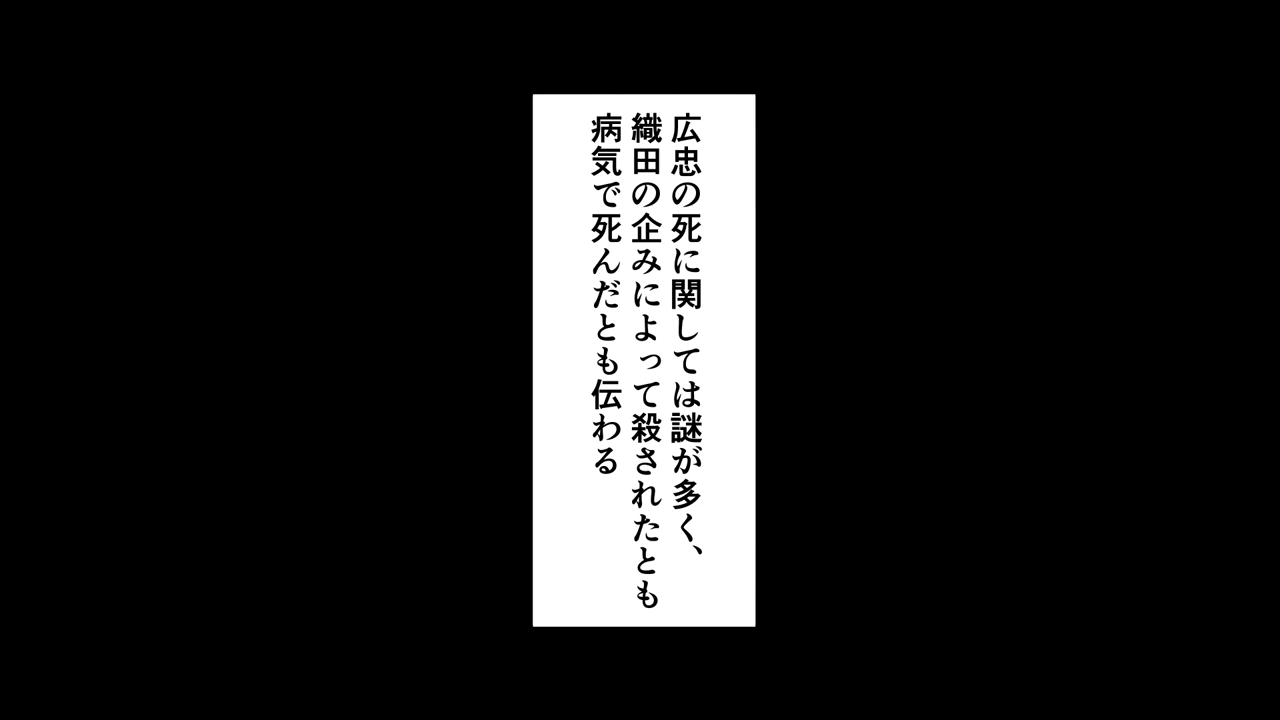 広忠の死に関しては謎が多く、
織田の企みによって殺されたとも
病気で死んだとも伝わる